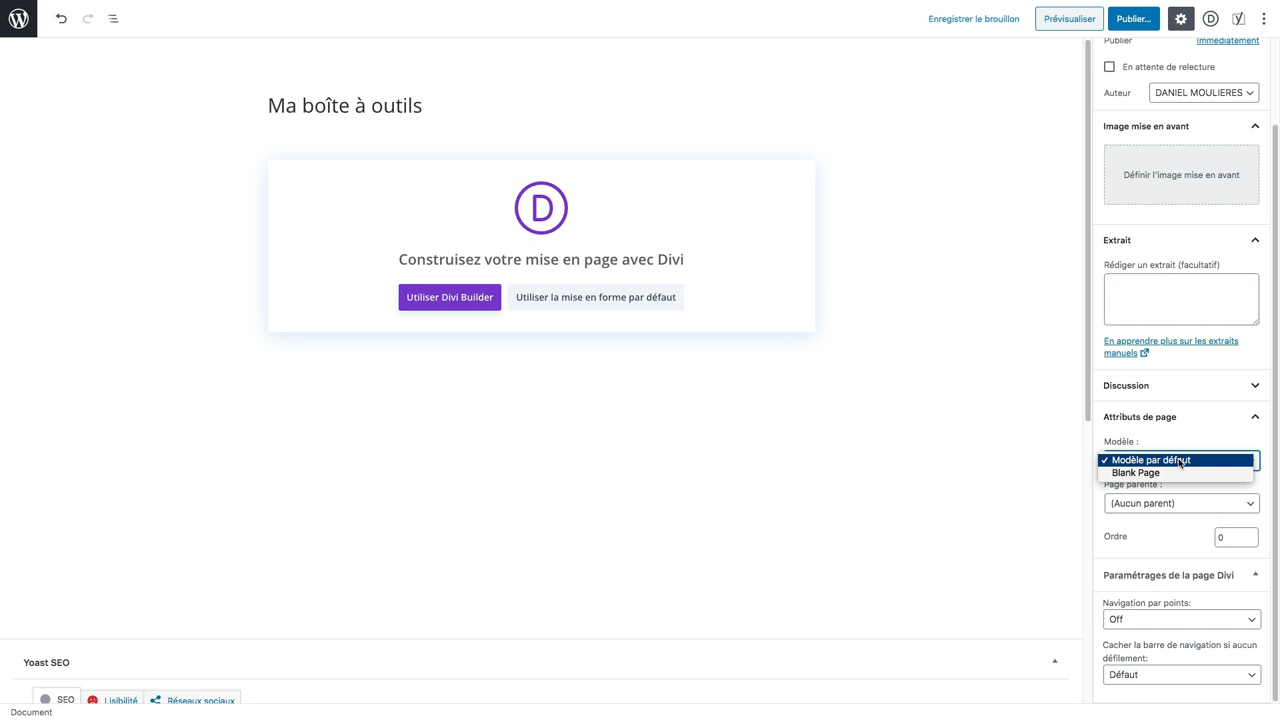 Enregistrer le brouillon
Prévisualiser
Publier...
Publier
Immédiatement
En attente de relecture
Auteur
DANIEL MOULIERES
Ma boîte à outils
Image mise en avant
Définir l'image mise en avant
D
Construisez votre mise en page avec Divi
Utiliser Divi Builder
Utiliser la mise en forme par défaut
Extrait
Rédiger un extrait (facultatif)
En apprendre plus sur les extraits
manuels
Discussion
Attributs de page
Modèle :
✓ Modèle par défaut
Blank Page
Page parente :
(Aucun parent)
Ordre
0
Paramétrages de la page Divi
Navigation par points:
Off
Cacher la barre de navigation si aucun
défilement:
Défaut
Yoast SEO
SEO
Lisibilité
Réseaux sociaux
Document